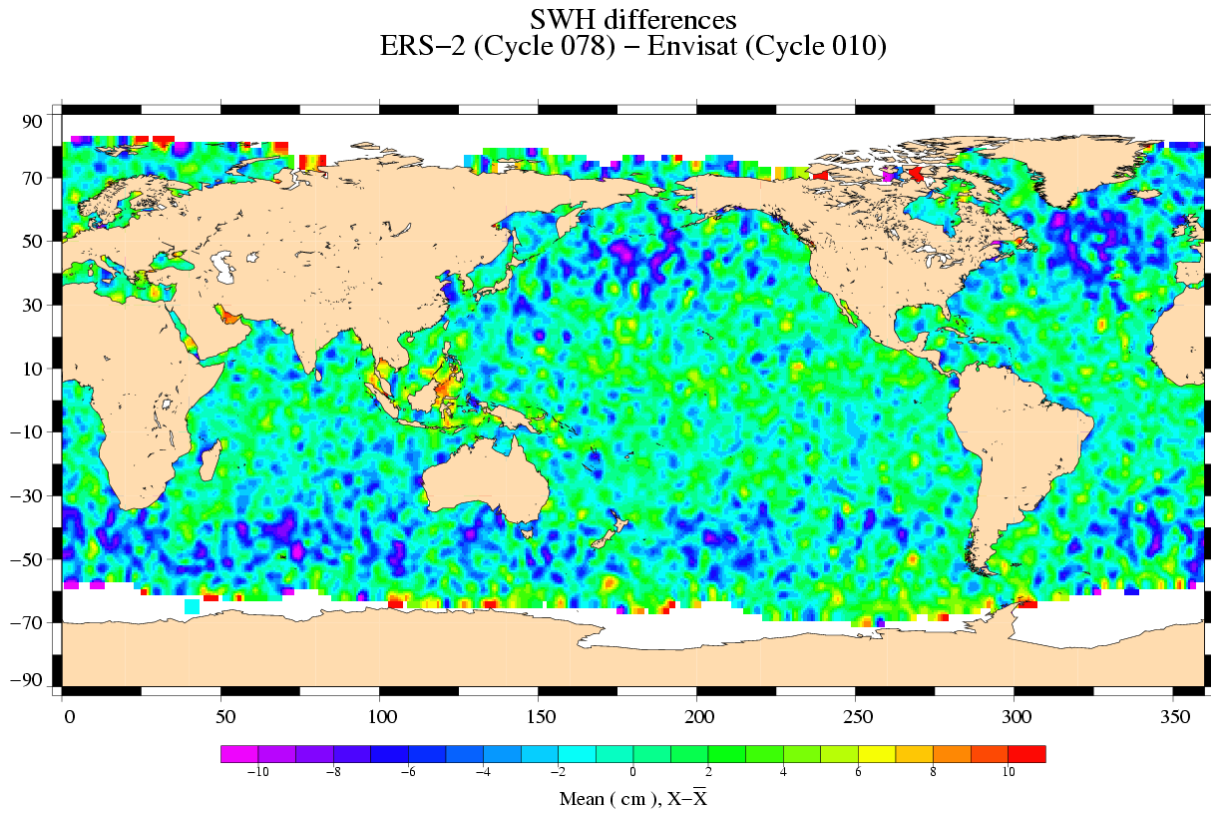 SWH differences
ERS−2 (Cycle 078) − Envisat (Cycle 010)
90
70
50
30
10
−10
−30
−50
−70
−90
0 50 100 150 200 250 300 350
−10 −8 −6 −4 −2 0 2 4 6 8 10
Mean ( cm ), X−X̅